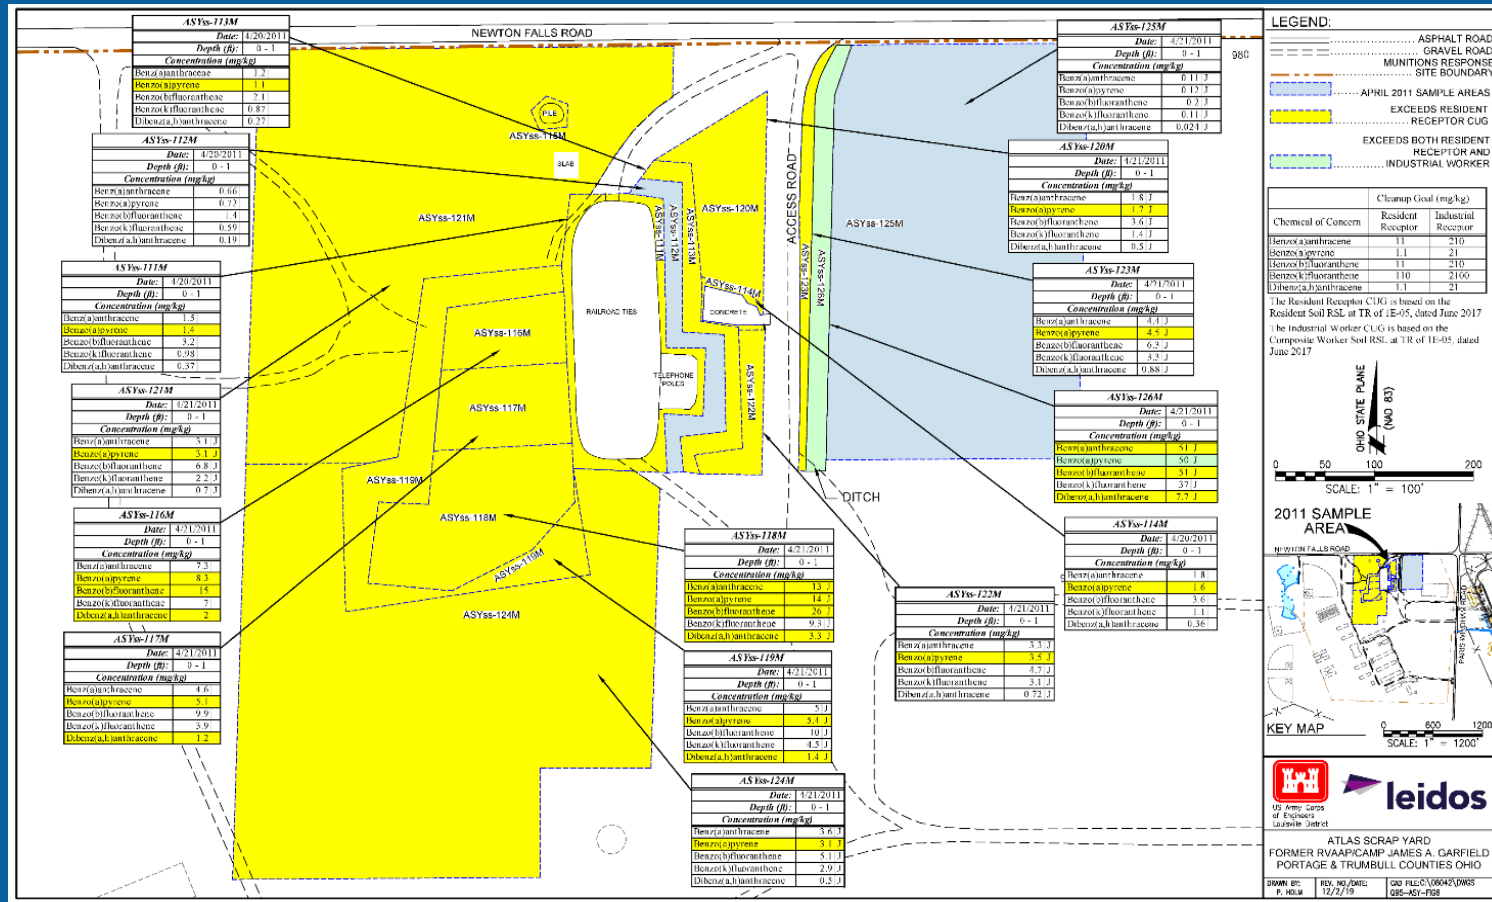 NEWTON FALLS ROAD
980
ASYss-113M
Date: 4/20/2011
Depth (ft): 0 - 1
Concentration (mg/kg)
Benz(a)anthracene 1.2
Benzo(a)pyrene 1.1
Benzo(b)fluoranthene 2.1
Benzo(k)fluoranthene 0.87
Dibenz(a,h)anthracene 0.27
ASYss-112M
Date: 4/20/2011
Depth (ft): 0 - 1
Concentration (mg/kg)
Benz(a)anthracene 0.66
Benzo(a)pyrene 0.72
Benzo(b)fluoranthene 1.4
Benzo(k)fluoranthene 0.59
Dibenz(a,h)anthracene 0.19
ASYss-111M
Date: 4/20/2011
Depth (ft): 0 - 1
Concentration (mg/kg)
Benz(a)anthracene 1.5
Benzo(a)pyrene 1.4
Benzo(b)fluoranthene 3.2
Benzo(k)fluoranthene 0.98
Dibenz(a,h)anthracene 0.37
ASYss-121M
Date: 4/21/2011
Depth (ft): 0 - 1
Concentration (mg/kg)
Benz(a)anthracene 3.1 J
Benzo(a)pyrene 3.1 J
Benzo(b)fluoranthene 6.8 J
Benzo(k)fluoranthene 2.2 J
Dibenz(a,h)anthracene 0.7 J
ASYss-116M
Date: 4/21/2011
Depth (ft): 0 - 1
Concentration (mg/kg)
Benz(a)anthracene 7.3
Benzo(a)pyrene 8.3
Benzo(b)fluoranthene 15
Benzo(k)fluoranthene 7
Dibenz(a,h)anthracene 2
ASYss-117M
Date: 4/21/2011
Depth (ft): 0 - 1
Concentration (mg/kg)
Benz(a)anthracene 4.6
Benzo(a)pyrene 5.1
Benzo(b)fluoranthene 9.9
Benzo(k)fluoranthene 3.9
Dibenz(a,h)anthracene 1.2
PILE
ASYss-115M
SLAB
ASYss-121M
ASYss-120M
ASYss-111M
ASYss-112M
ASYss-113M
ASYss-114M
CONCRETE
RAILROAD TIES
TELEPHONE
POLES
ASYss-122M
ACCESS ROAD
ASYss-123M
ASYss-126M
ASYss-125M
ASYss-116M
ASYss-117M
ASYss-119M
ASYss-118M
ASYss-119M
ASYss-124M
DITCH
ASYss-118M
Date: 4/21/2011
Depth (ft): 0 - 1
Concentration (mg/kg)
Benz(a)anthracene 13 J
Benzo(a)pyrene 14 J
Benzo(b)fluoranthene 26 J
Benzo(k)fluoranthene 9.3 J
Dibenz(a,h)anthracene 3.3 J
ASYss-119M
Date: 4/21/2011
Depth (ft): 0 - 1
Concentration (mg/kg)
Benz(a)anthracene 5 J
Benzo(a)pyrene 5.4 J
Benzo(b)fluoranthene 10 J
Benzo(k)fluoranthene 4.5 J
Dibenz(a,h)anthracene 1.4 J
ASYss-124M
Date: 4/21/2011
Depth (ft): 0 - 1
Concentration (mg/kg)
Benz(a)anthracene 3.6 J
Benzo(a)pyrene 3.1 J
Benzo(b)fluoranthene 5.1 J
Benzo(k)fluoranthene 2.9 J
Dibenz(a,h)anthracene 0.5 J
ASYss-125M
Date: 4/21/2011
Depth (ft): 0 - 1
Concentration (mg/kg)
Benz(a)anthracene 0.11 J
Benzo(a)pyrene 0.12 J
Benzo(b)fluoranthene 0.2 J
Benzo(k)fluoranthene 0.11 J
Dibenz(a,h)anthracene 0.024 J
ASYss-120M
Date: 4/21/2011
Depth (ft): 0 - 1
Concentration (mg/kg)
Benz(a)anthracene 1.8 J
Benzo(a)pyrene 1.7 J
Benzo(b)fluoranthene 3.6 J
Benzo(k)fluoranthene 1.4 J
Dibenz(a,h)anthracene 0.5 J
ASYss-123M
Date: 4/21/2011
Depth (ft): 0 - 1
Concentration (mg/kg)
Benz(a)anthracene 4.4 J
Benzo(a)pyrene 4.5 J
Benzo(b)fluoranthene 6.3 J
Benzo(k)fluoranthene 3.3 J
Dibenz(a,h)anthracene 0.88 J
ASYss-126M
Date: 4/21/2011
Depth (ft): 0 - 1
Concentration (mg/kg)
Benz(a)anthracene 51 J
Benzo(a)pyrene 50 J
Benzo(b)fluoranthene 51 J
Benzo(k)fluoranthene 37 J
Dibenz(a,h)anthracene 7.7 J
ASYss-114M
Date: 4/20/2011
Depth (ft): 0 - 1
Concentration (mg/kg)
Benz(a)anthracene 1.8
Benzo(a)pyrene 1.6
Benzo(b)fluoranthene 3.6
Benzo(k)fluoranthene 1.1
Dibenz(a,h)anthracene 0.36
ASYss-122M
Date: 4/21/2011
Depth (ft): 0 - 1
Concentration (mg/kg)
Benz(a)anthracene 3.3 J
Benzo(a)pyrene 3.5 J
Benzo(b)fluoranthene 4.7 J
Benzo(k)fluoranthene 3.1 J
Dibenz(a,h)anthracene 0.72 J
LEGEND:
ASPHALT ROAD
GRAVEL ROAD
MUNITIONS RESPONSE
SITE BOUNDARY
APRIL 2011 SAMPLE AREAS
EXCEEDS RESIDENT
RECEPTOR CUG
EXCEEDS BOTH RESIDENT
RECEPTOR AND
INDUSTRIAL WORKER
Cleanup Goal (mg/kg)
Chemical of Concern Resident Receptor Industrial Receptor
Benzo(a)anthracene 11 210
Benzo(a)pyrene 1.1 21
Benzo(b)fluoranthene 11 210
Benzo(k)fluoranthene 110 2100
Dibenz(a,h)anthracene 1.1 21
The Resident Receptor CUG is based on the
Resident Soil RSL at TR of 1E-05, dated June 2017
The Industrial Worker CUG is based on the
Composite Worker Soil RSL at TR of 1E-05, dated
June 2017
OHIO STATE PLANE
(NAD 83)
0 50 100 200
SCALE: 1" = 100'
2011 SAMPLE
AREA
NEWTON FALLS ROAD
KEY MAP
0 600 1200
SCALE: 1" = 1200'
US Army Corps
of Engineers
Louisville District
leidos
ATLAS SCRAP YARD
FORMER RVAAP/CAMP JAMES A. GARFIELD
PORTAGE & TRUMBULL COUNTIES OHIO
DRAWN BY: REV. NO./DATE: CAD FILE:C:\06042\DWGS
P. HOLM 12/2/19 Q95-ASY-FIG6